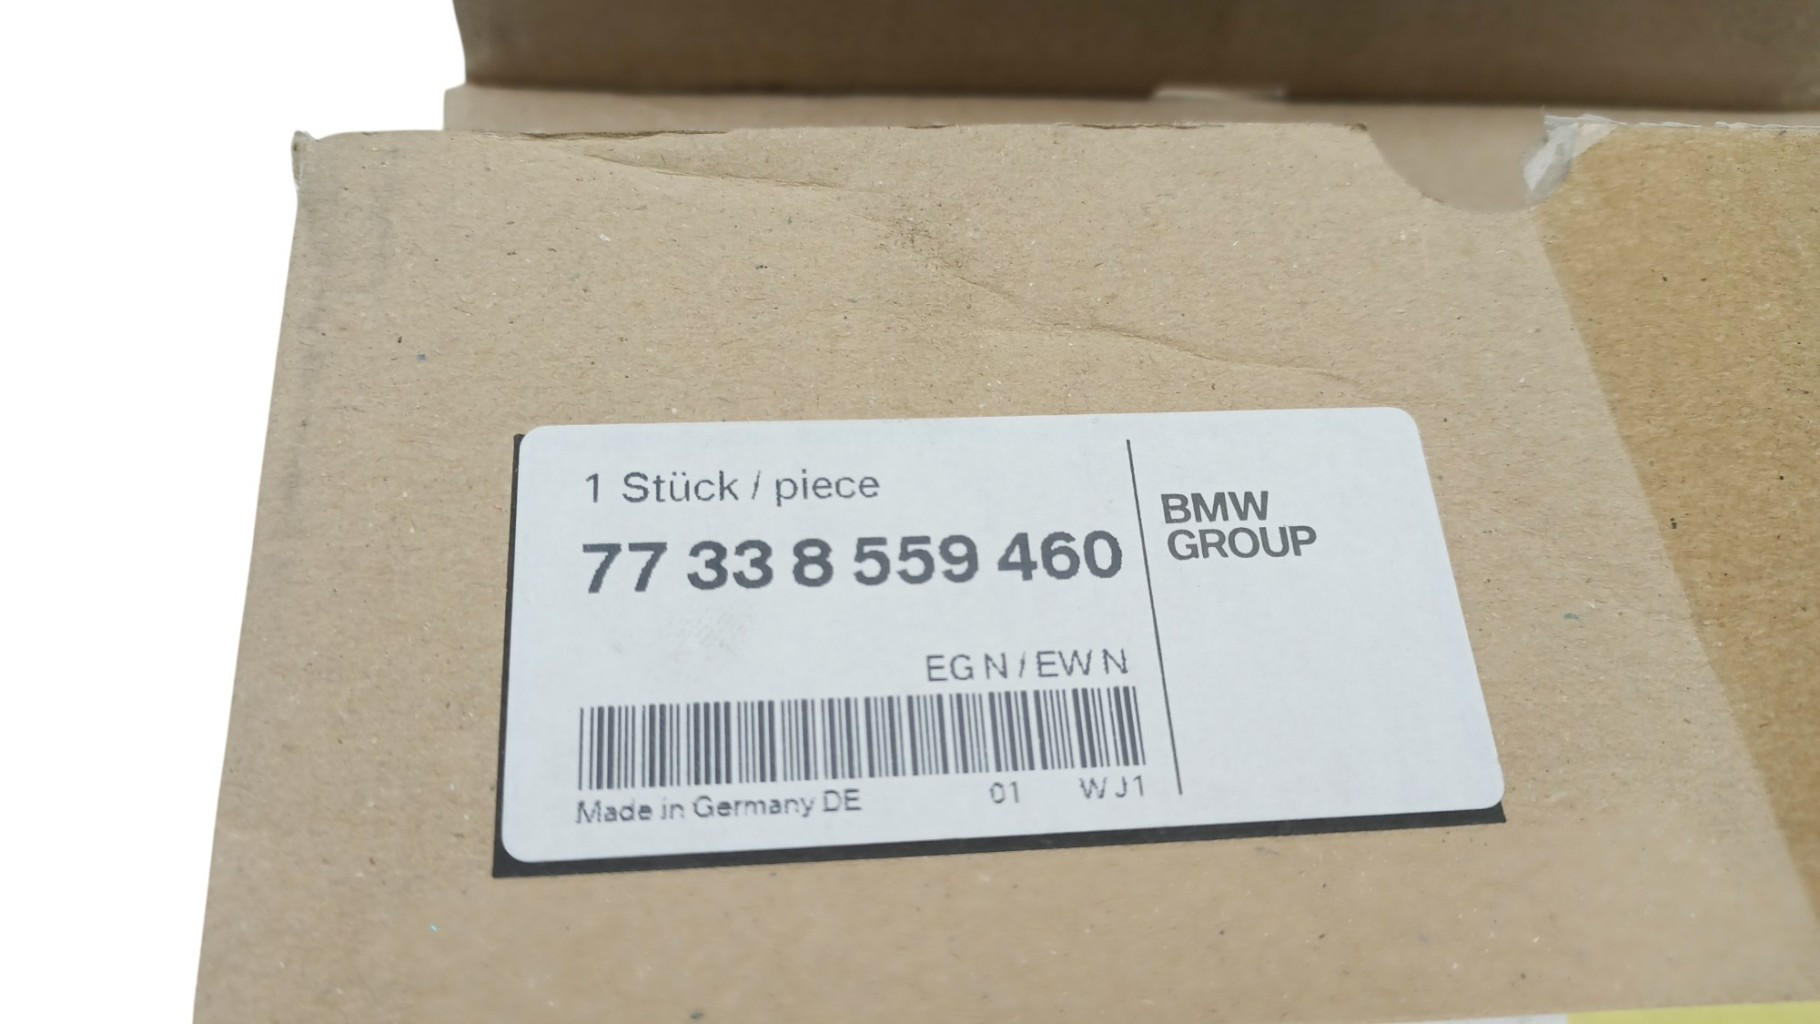 1 Stück / piece
77 33 8 559 460
EG N / EW N
Made in Germany DE 01 WJ1
BMW
GROUP